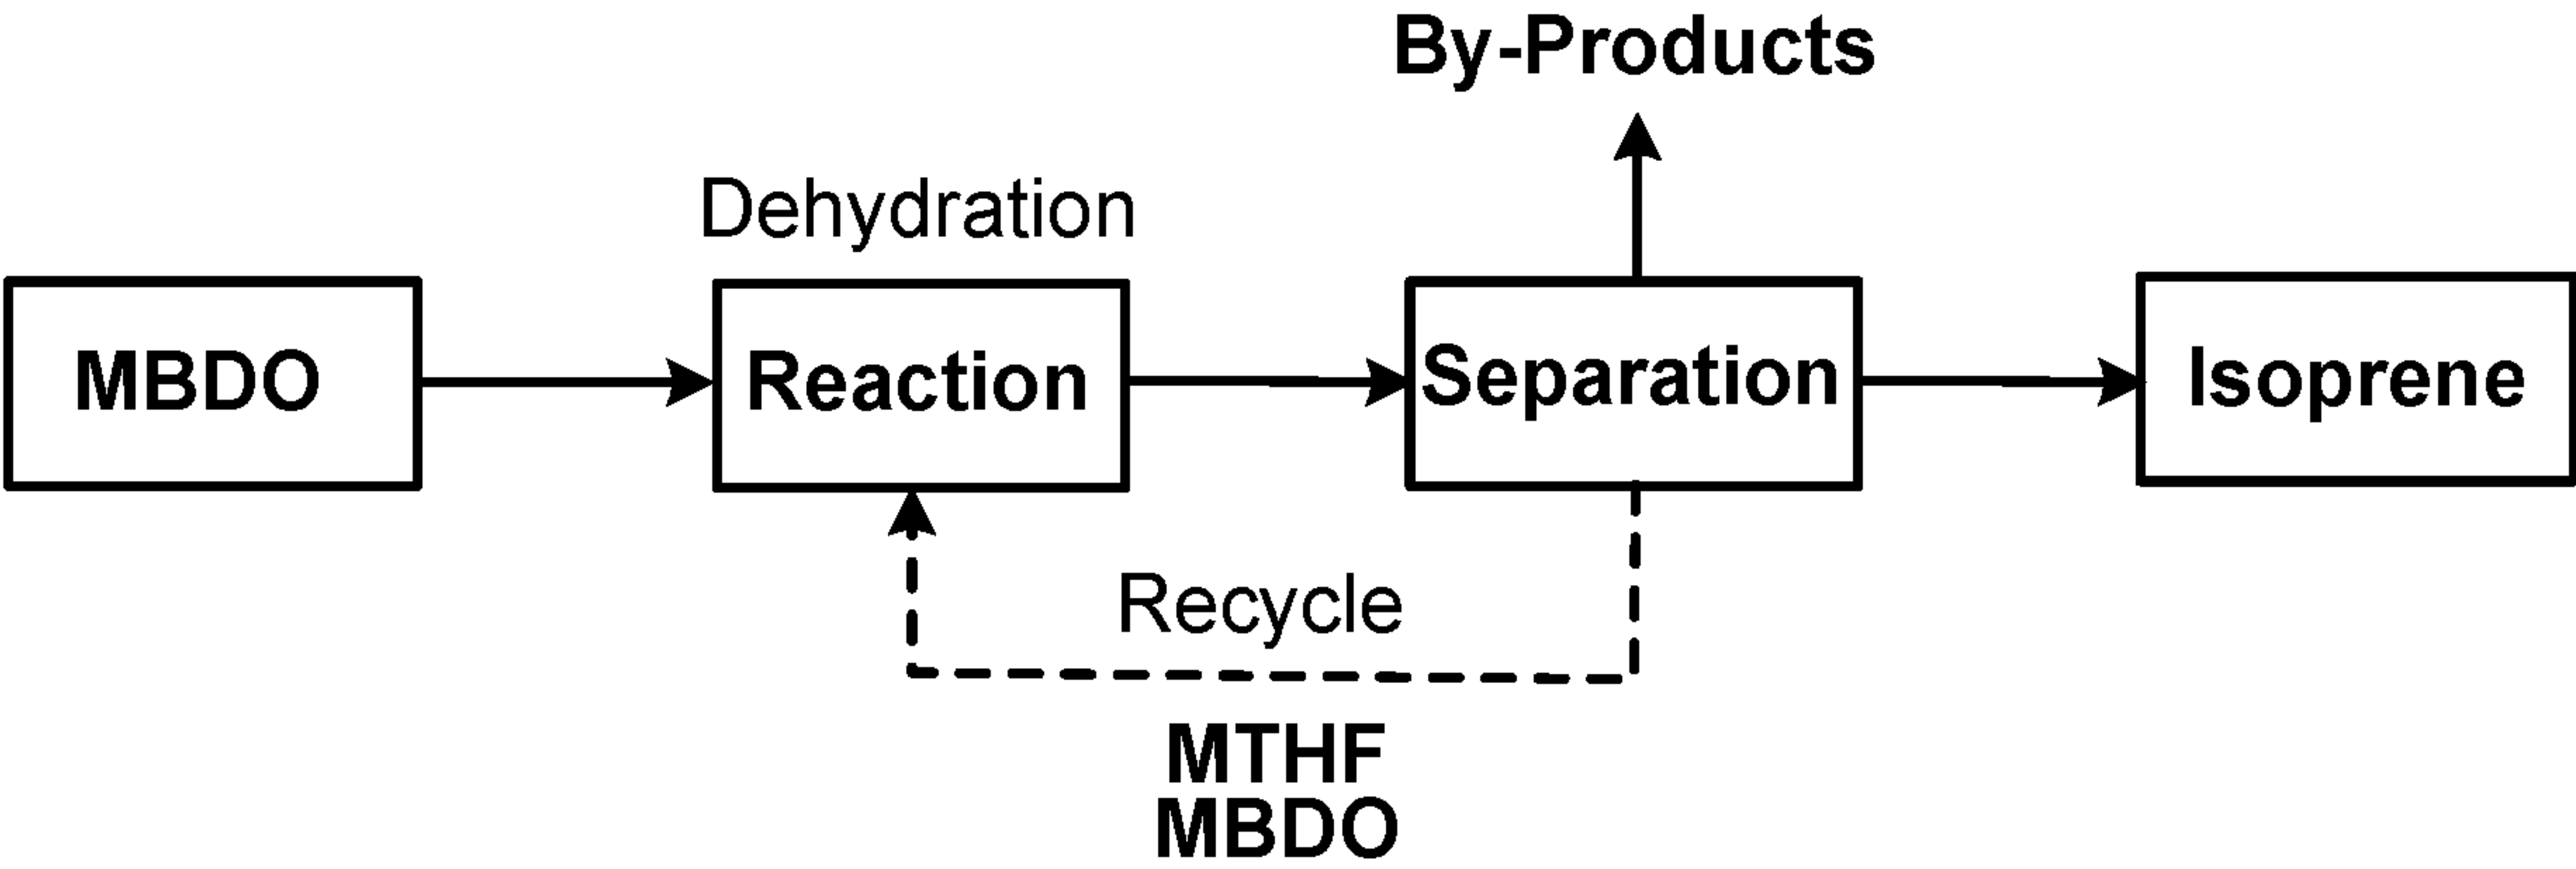 By-Products
Dehydration
MBDO
Reaction
Separation
Isoprene
Recycle
MTHF
MBDO